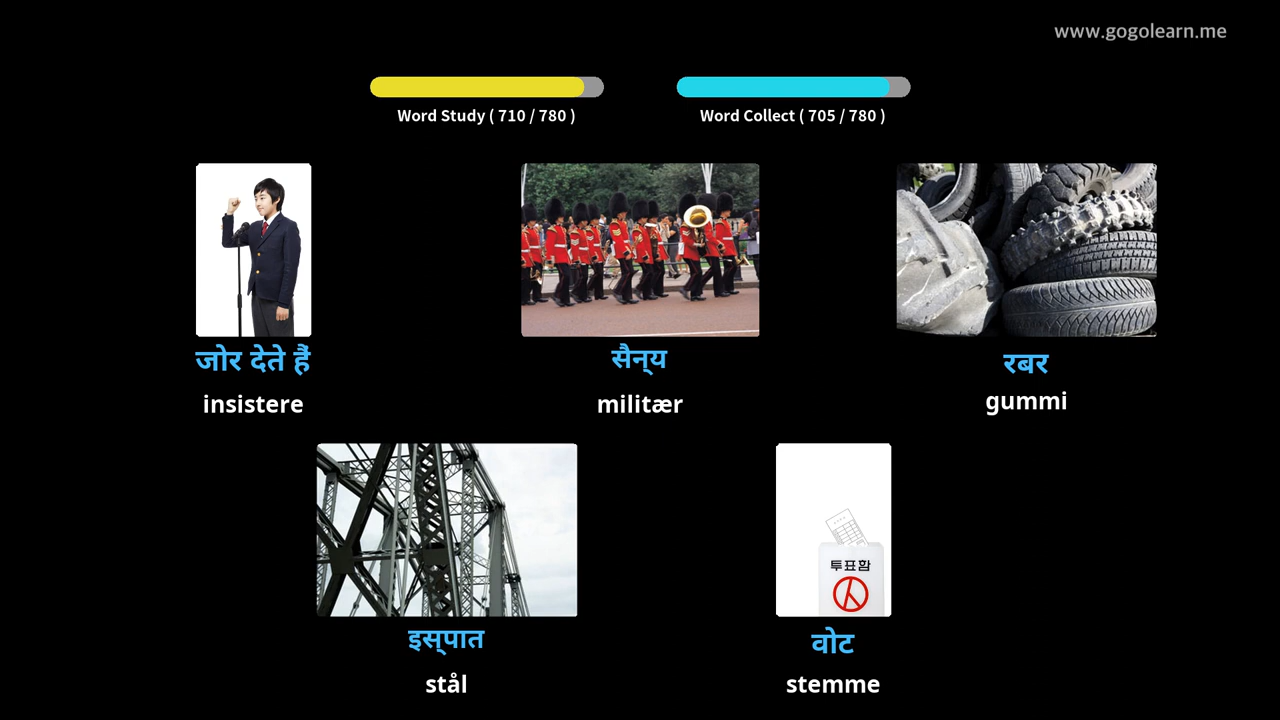 www.gogolearn.me
Word Study ( 710 / 780 )
Word Collect ( 705 / 780 )
जोर देते हैं
insistere
सैन्य
militær
रबर
gummi
투표함
इस्पात
stål
वोट
stemme